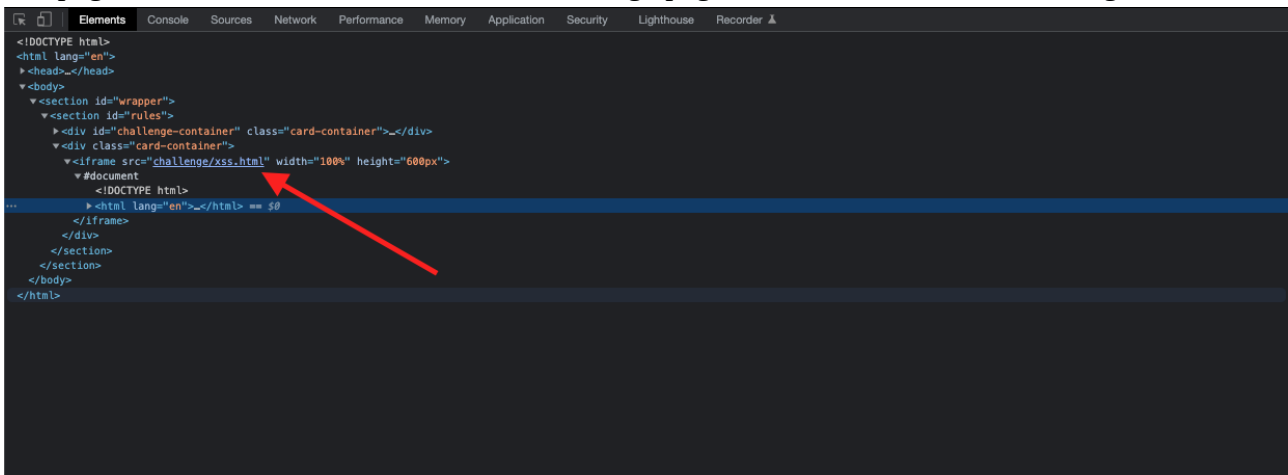 Elements Console Sources Network Performance Memory Application Security Lighthouse Recorder
<!DOCTYPE html>
<html lang="en">
▶<head>…</head>
▼<body>
▼<section id="wrapper">
▼<section id="rules">
▶<div id="challenge-container" class="card-container">…</div>
▼<div class="card-container">
▼<iframe src="challenge/xss.html" width="100%" height="600px">
▼#document
<!DOCTYPE html>
… ▶<html lang="en">…</html> == $0
</iframe>
</div>
</section>
</section>
</body>
</html>